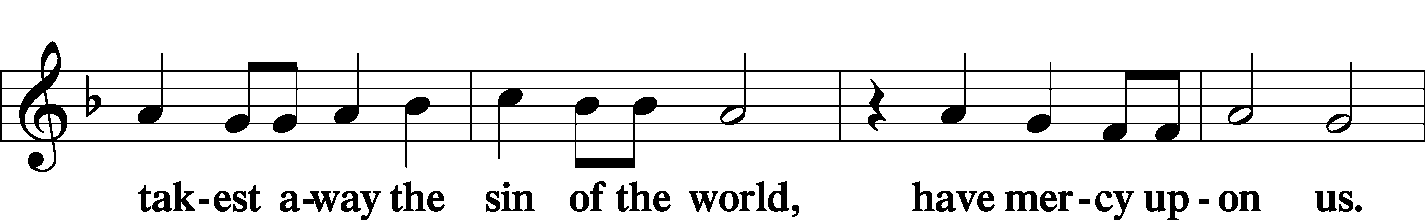 tak-est a-way the sin of the world, have mer-cy up-on us.